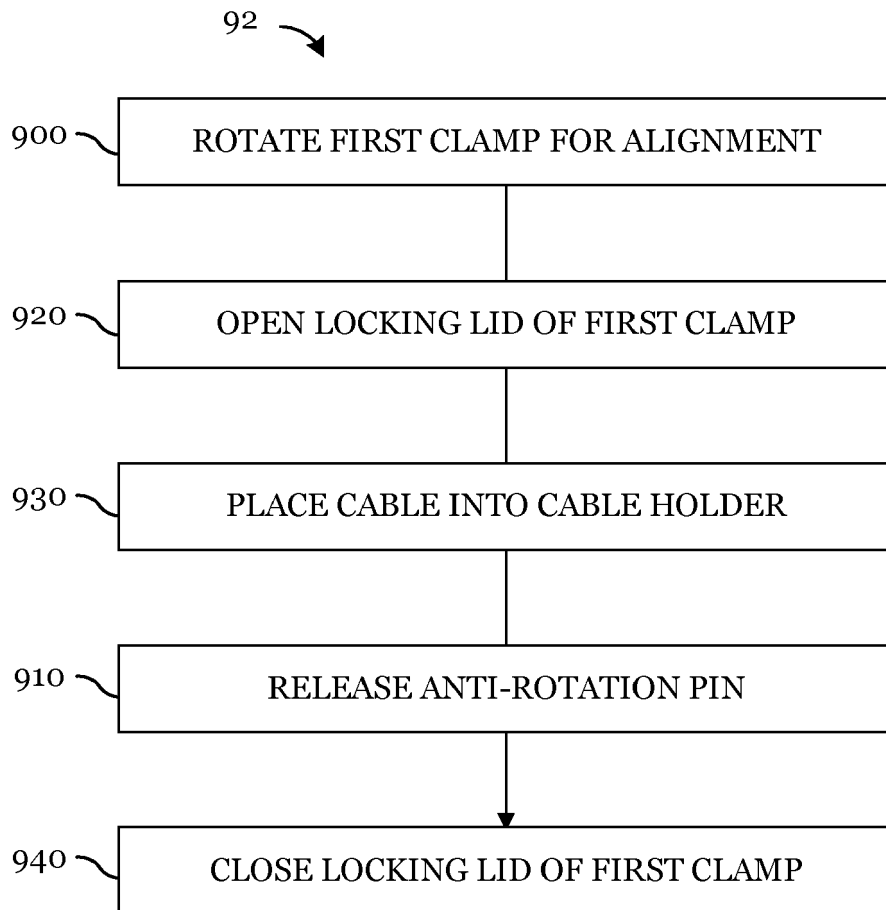 92
900 ROTATE FIRST CLAMP FOR ALIGNMENT
920 OPEN LOCKING LID OF FIRST CLAMP
930 PLACE CABLE INTO CABLE HOLDER
910 RELEASE ANTI-ROTATION PIN
940 CLOSE LOCKING LID OF FIRST CLAMP